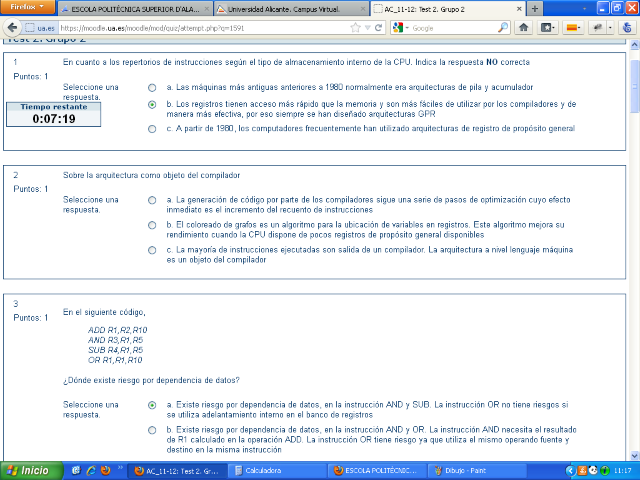 Firefox
ESCOLA POLITÉCNICA SUPERIOR D'ALA...
Universidad Alicante. Campus Virtual.
AC_11-12: Test 2. Grupo 2
ua.es https://moodle.ua.es/moodle/mod/quiz/attempt.php?q=1591
Google
Test 2. Grupo 2
1
Puntos: 1
En cuanto a los repertorios de instrucciones según el tipo de almacenamiento interno de la CPU. Indica la respuesta NO correcta
Seleccione una
respuesta.
a. Las máquinas más antiguas anteriores a 1980 normalmente eran arquitecturas de pila y acumulador
b. Los registros tienen acceso más rápido que la memoria y son más fáciles de utilizar por los compiladores y de
manera más efectiva, por eso siempre se han diseñado arquitecturas GPR
c. A partir de 1980, los computadores frecuentemente han utilizado arquitecturas de registro de propósito general
Tiempo restante
0:07:19
2
Puntos: 1
Sobre la arquitectura como objeto del compilador
Seleccione una
respuesta.
a. La generación de código por parte de los compiladores sigue una serie de pasos de optimización cuyo efecto
inmediato es el incremento del recuento de instrucciones
b. El coloreado de grafos es un algoritmo para la ubicación de variables en registros. Este algoritmo mejora su
rendimiento cuando la CPU dispone de pocos registros de propósito general disponibles
c. La mayoría de instrucciones ejecutadas son salida de un compilador. La arquitectura a nivel lenguaje máquina
es un objeto del compilador
3
Puntos: 1
En el siguiente código,
ADD R1,R2,R10
AND R3,R1,R5
SUB R4,R1,R5
OR R1,R1,R10
¿Dónde existe riesgo por dependencia de datos?
Seleccione una
respuesta.
a. Existe riesgo por dependencia de datos, en la instrucción AND y SUB. La instrucción OR no tiene riesgos si
se utiliza adelantamiento interno en el banco de registros
b. Existe riesgo por dependencia de datos, en la instrucción AND y OR. La instrucción AND necesita el resultado
de R1 calculado en la operación ADD. La instrucción OR tiene riesgo ya que utiliza el mismo operando fuente y
destino en la misma instrucción
Inicio
AC_11-12: Test 2. Gr...
Calculadora
ESCOLA POLITÈCNIC...
Dibujo - Paint
11:17